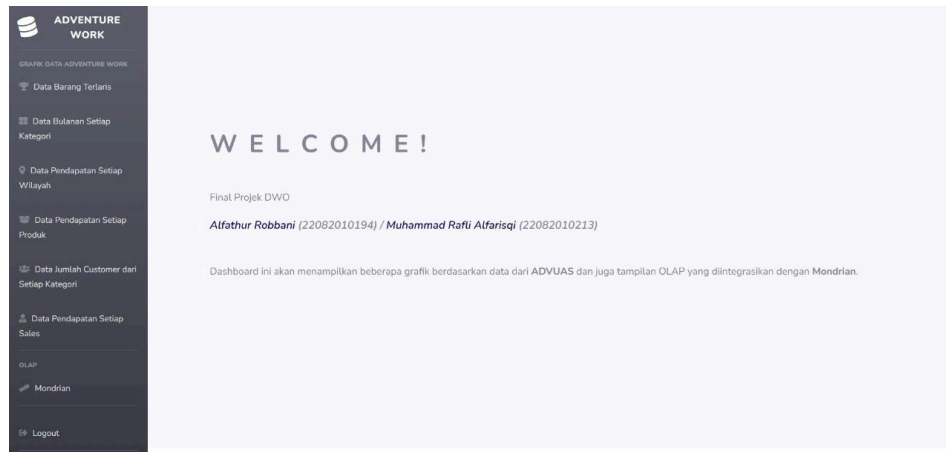 ADVENTURE
WORK
GRAFIK DATA ADVENTURE WORK
Data Barang Terlaris
Data Bulanan Setiap
Kategori
Data Pendapatan Setiap
Wilayah
Data Pendapatan Setiap
Produk
Data Jumlah Customer dari
Setiap Kategori
Data Pendapatan Setiap
Sales
OLAP
Mondrian
Logout
WELCOME!
Final Projek DWO
Alfathur Robbani (22082010194) / Muhammad Rafli Alfarisqi (22082010213)
Dashboard ini akan menampilkan beberapa grafik berdasarkan data dari ADVUAS dan juga tampilan OLAP yang diintegrasikan dengan Mondrian.